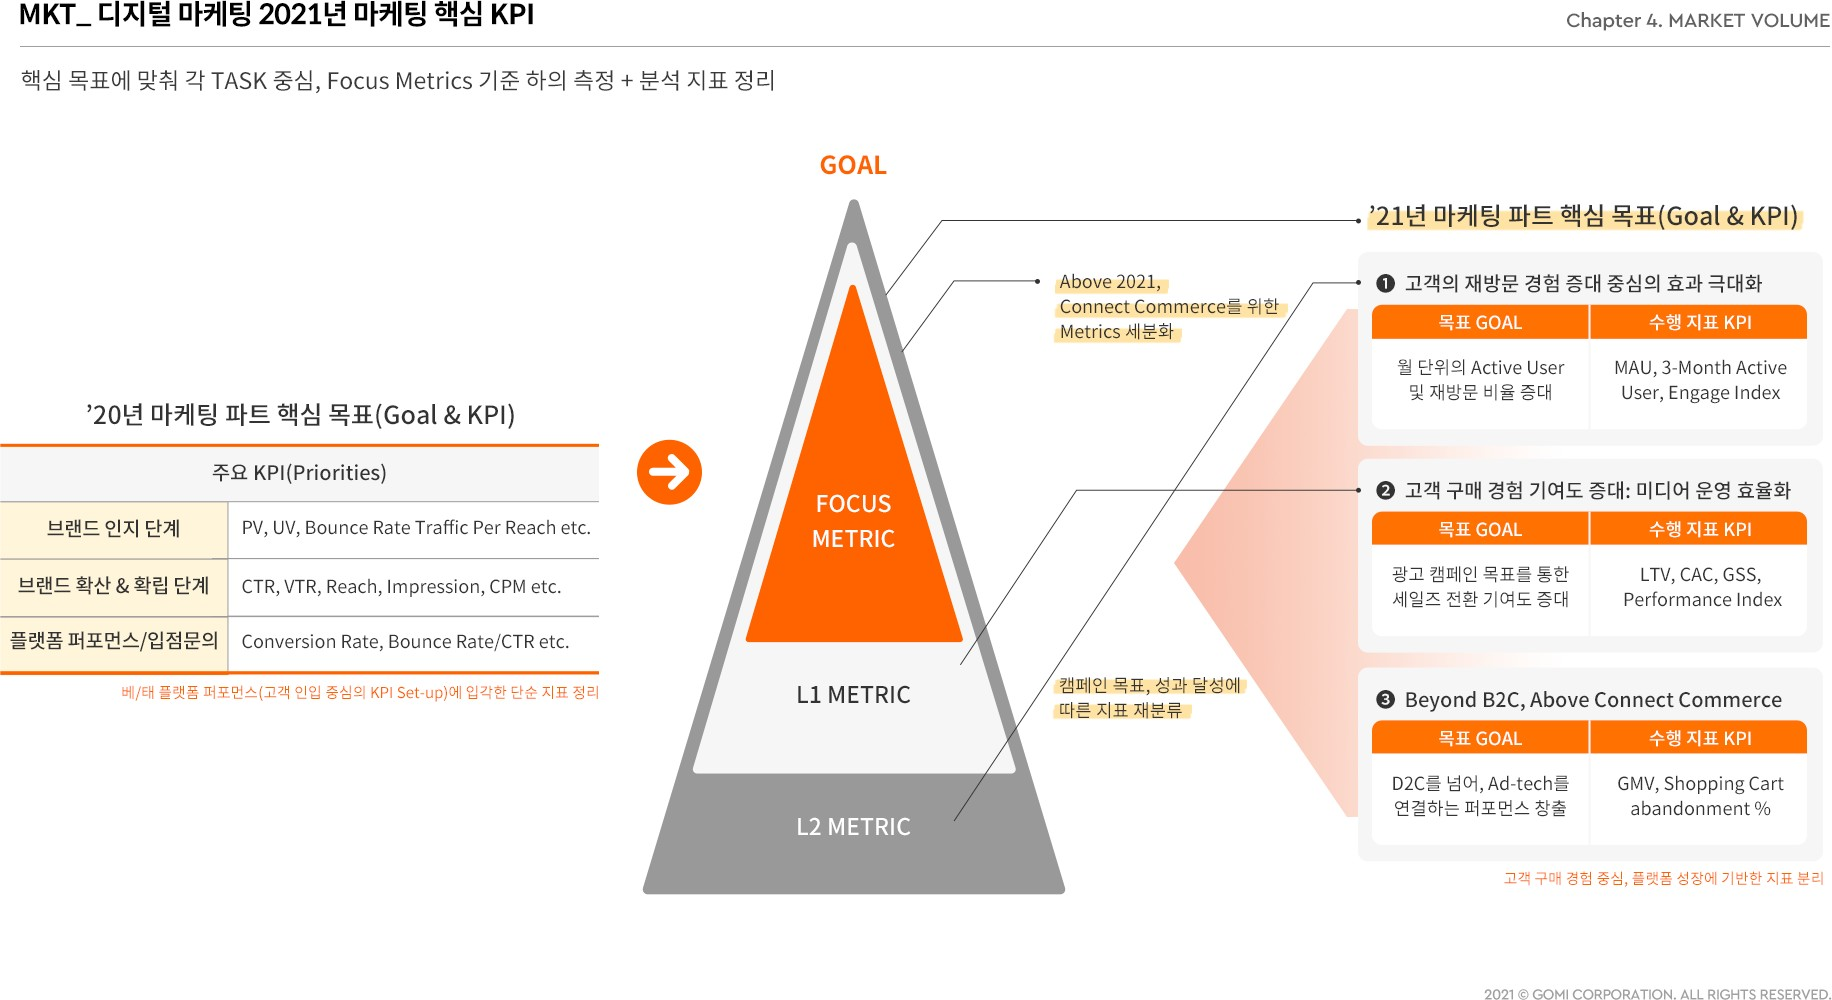 MKT_ 디지털 마케팅 2021년 마케팅 핵심 KPI
Chapter 4. MARKET VOLUME
핵심 목표에 맞춰 각 TASK 중심, Focus Metrics 기준 하의 측정 + 분석 지표 정리
’20년 마케팅 파트 핵심 목표(Goal & KPI)
주요 KPI(Priorities)
브랜드 인지 단계
PV, UV, Bounce Rate Traffic Per Reach etc.
브랜드 확산 & 확립 단계
CTR, VTR, Reach, Impression, CPM etc.
플랫폼 퍼포먼스/입점문의
Conversion Rate, Bounce Rate/CTR etc.
베/태 플랫폼 퍼포먼스(고객 인입 중심의 KPI Set-up)에 입각한 단순 지표 정리
GOAL
FOCUS
METRIC
L1 METRIC
L2 METRIC
Above 2021,
Connect Commerce를 위한
Metrics 세분화
캠페인 목표, 성과 달성에
따른 지표 재분류
’21년 마케팅 파트 핵심 목표(Goal & KPI)
❶ 고객의 재방문 경험 증대 중심의 효과 극대화
목표 GOAL
수행 지표 KPI
월 단위의 Active User
및 재방문 비율 증대
MAU, 3-Month Active
User, Engage Index
❷ 고객 구매 경험 기여도 증대: 미디어 운영 효율화
목표 GOAL
수행 지표 KPI
광고 캠페인 목표를 통한
세일즈 전환 기여도 증대
LTV, CAC, GSS,
Performance Index
❸ Beyond B2C, Above Connect Commerce
목표 GOAL
수행 지표 KPI
D2C를 넘어, Ad-tech를
연결하는 퍼포먼스 창출
GMV, Shopping Cart
abandonment %
고객 구매 경험 중심, 플랫폼 성장에 기반한 지표 분리
2021 © GOMI CORPORATION. ALL RIGHTS RESERVED.